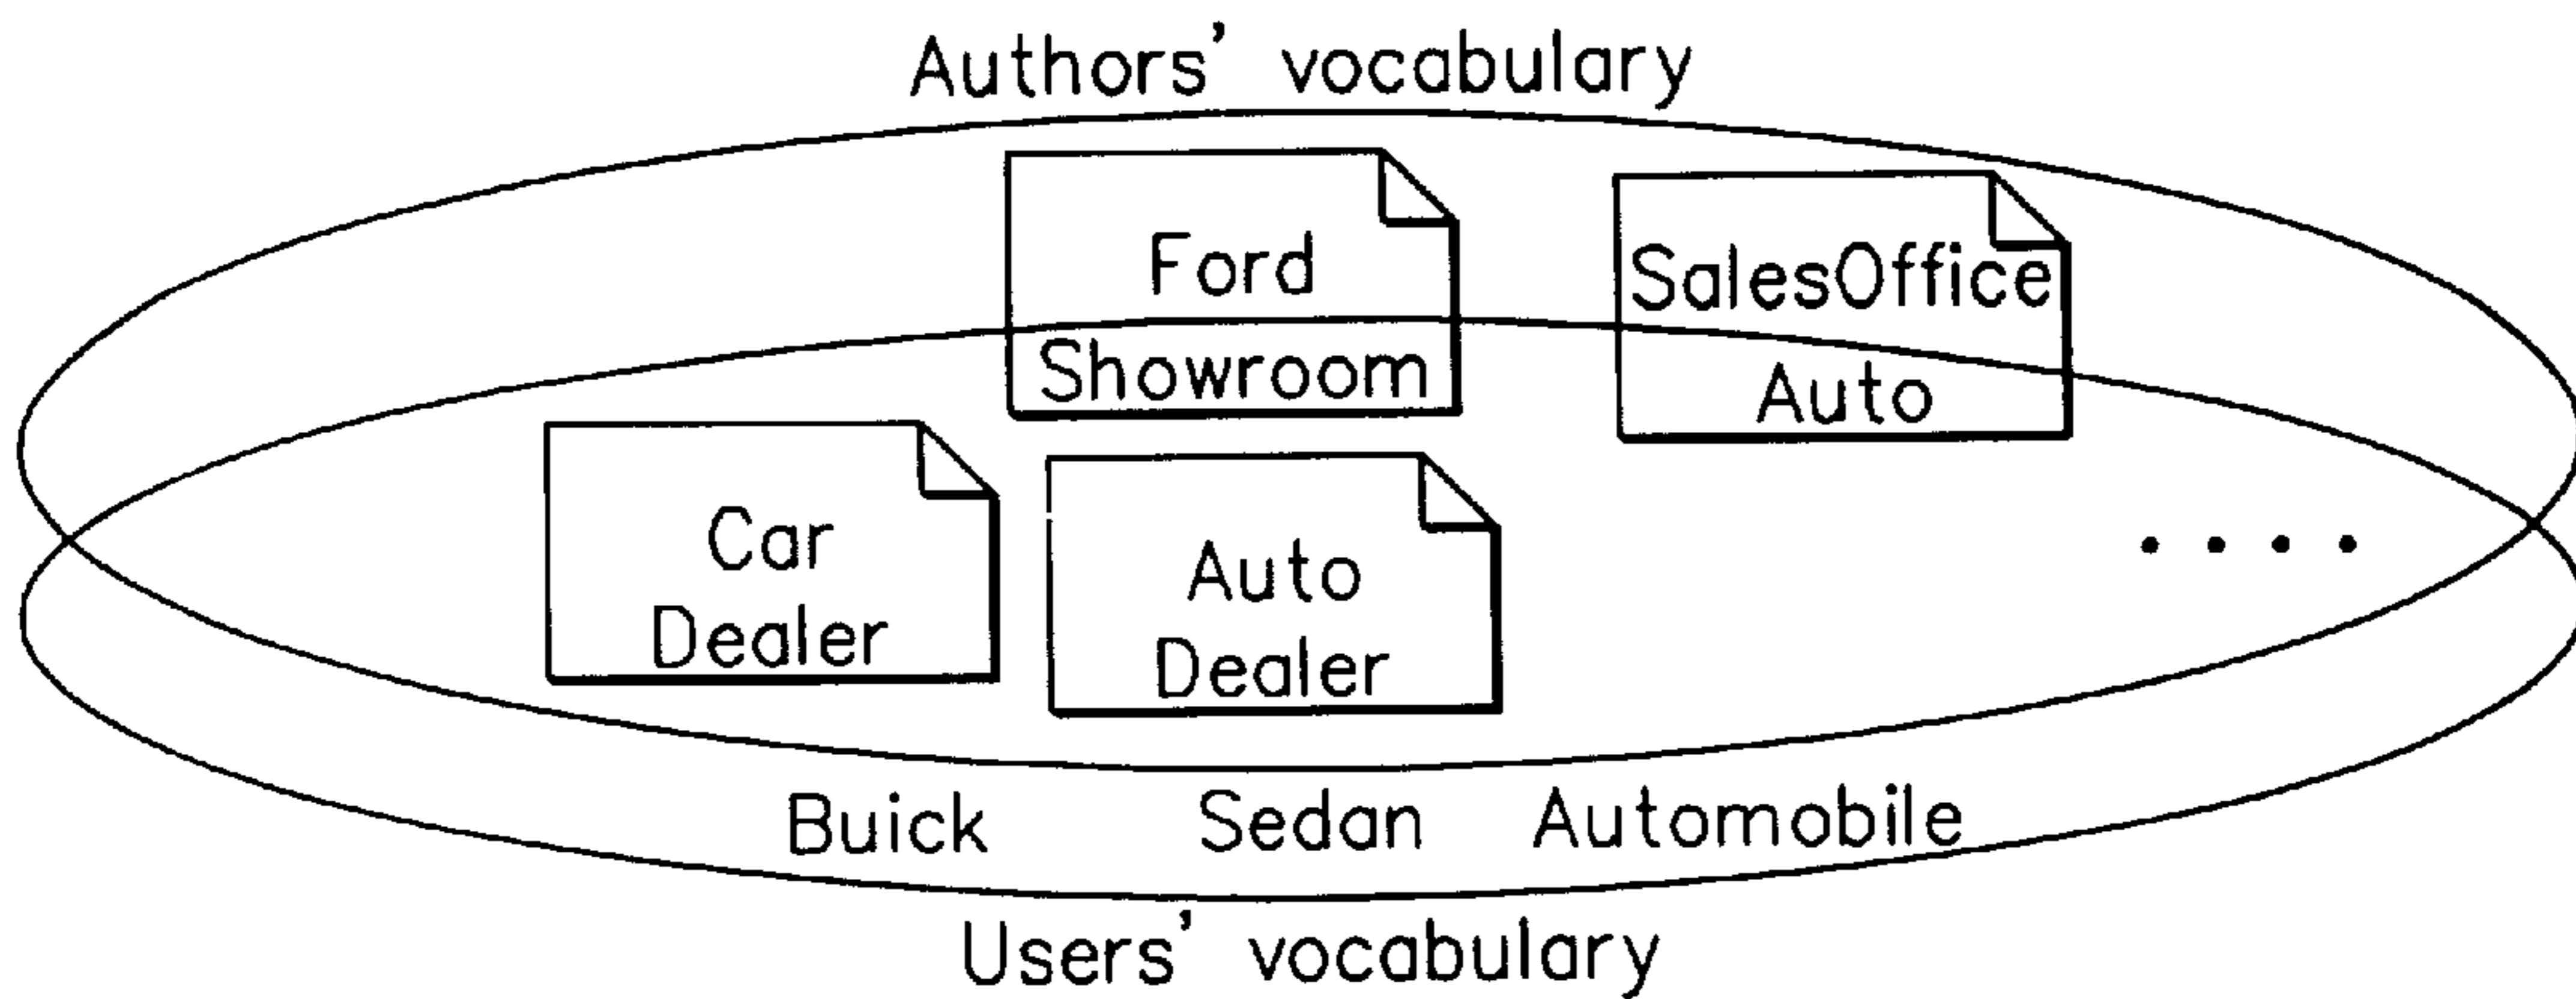 Authors' vocabulary
Ford
Showroom
SalesOffice
Auto
Car
Dealer
Auto
Dealer
. . . .
Buick Sedan Automobile
Users' vocabulary